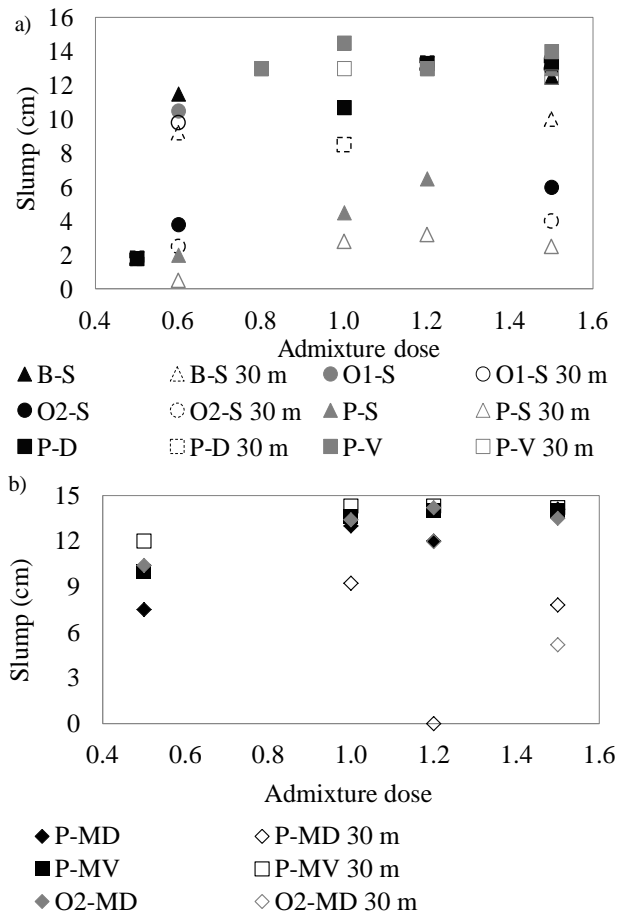 a)
16
14
12
10
8
6
4
2
0
Slump (cm)
0.4 0.6 0.8 1.0 1.2 1.4 1.6
Admixture dose
B-S B-S 30 m O1-S O1-S 30 m
O2-S O2-S 30 m P-S P-S 30 m
P-D P-D 30 m P-V P-V 30 m
b)
15
12
9
6
3
0
Slump (cm)
0.4 0.6 0.8 1.0 1.2 1.4 1.6
Admixture dose
P-MD P-MD 30 m
P-MV P-MV 30 m
O2-MD O2-MD 30 m